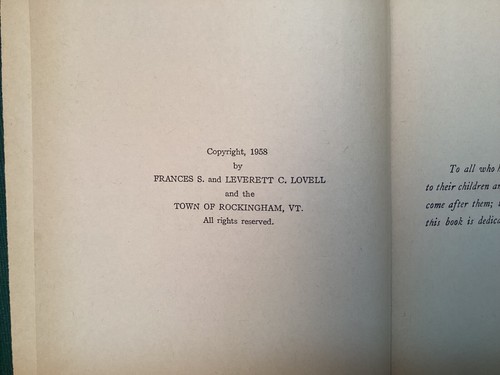 Copyright, 1958
by
FRANCES S. and LEVERETT C. LOVELL
and the
TOWN OF ROCKINGHAM, VT.
All rights reserved.
To all who
to their children
come after them;
this book is